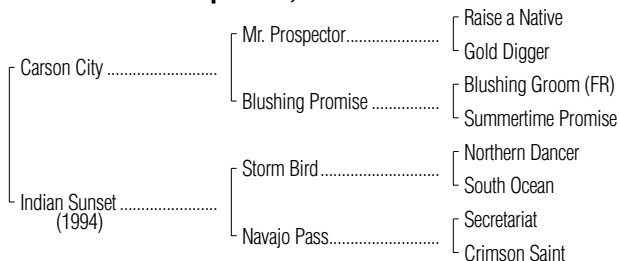 Raise a Native
Mr. Prospector....................
Gold Digger
Carson City ........................
Blushing Groom (FR)
Blushing Promise ...............
Summertime Promise
Northern Dancer
Storm Bird..........................
South Ocean
Indian Sunset .....................
(1994)
Secretariat
Navajo Pass........................
Crimson Saint